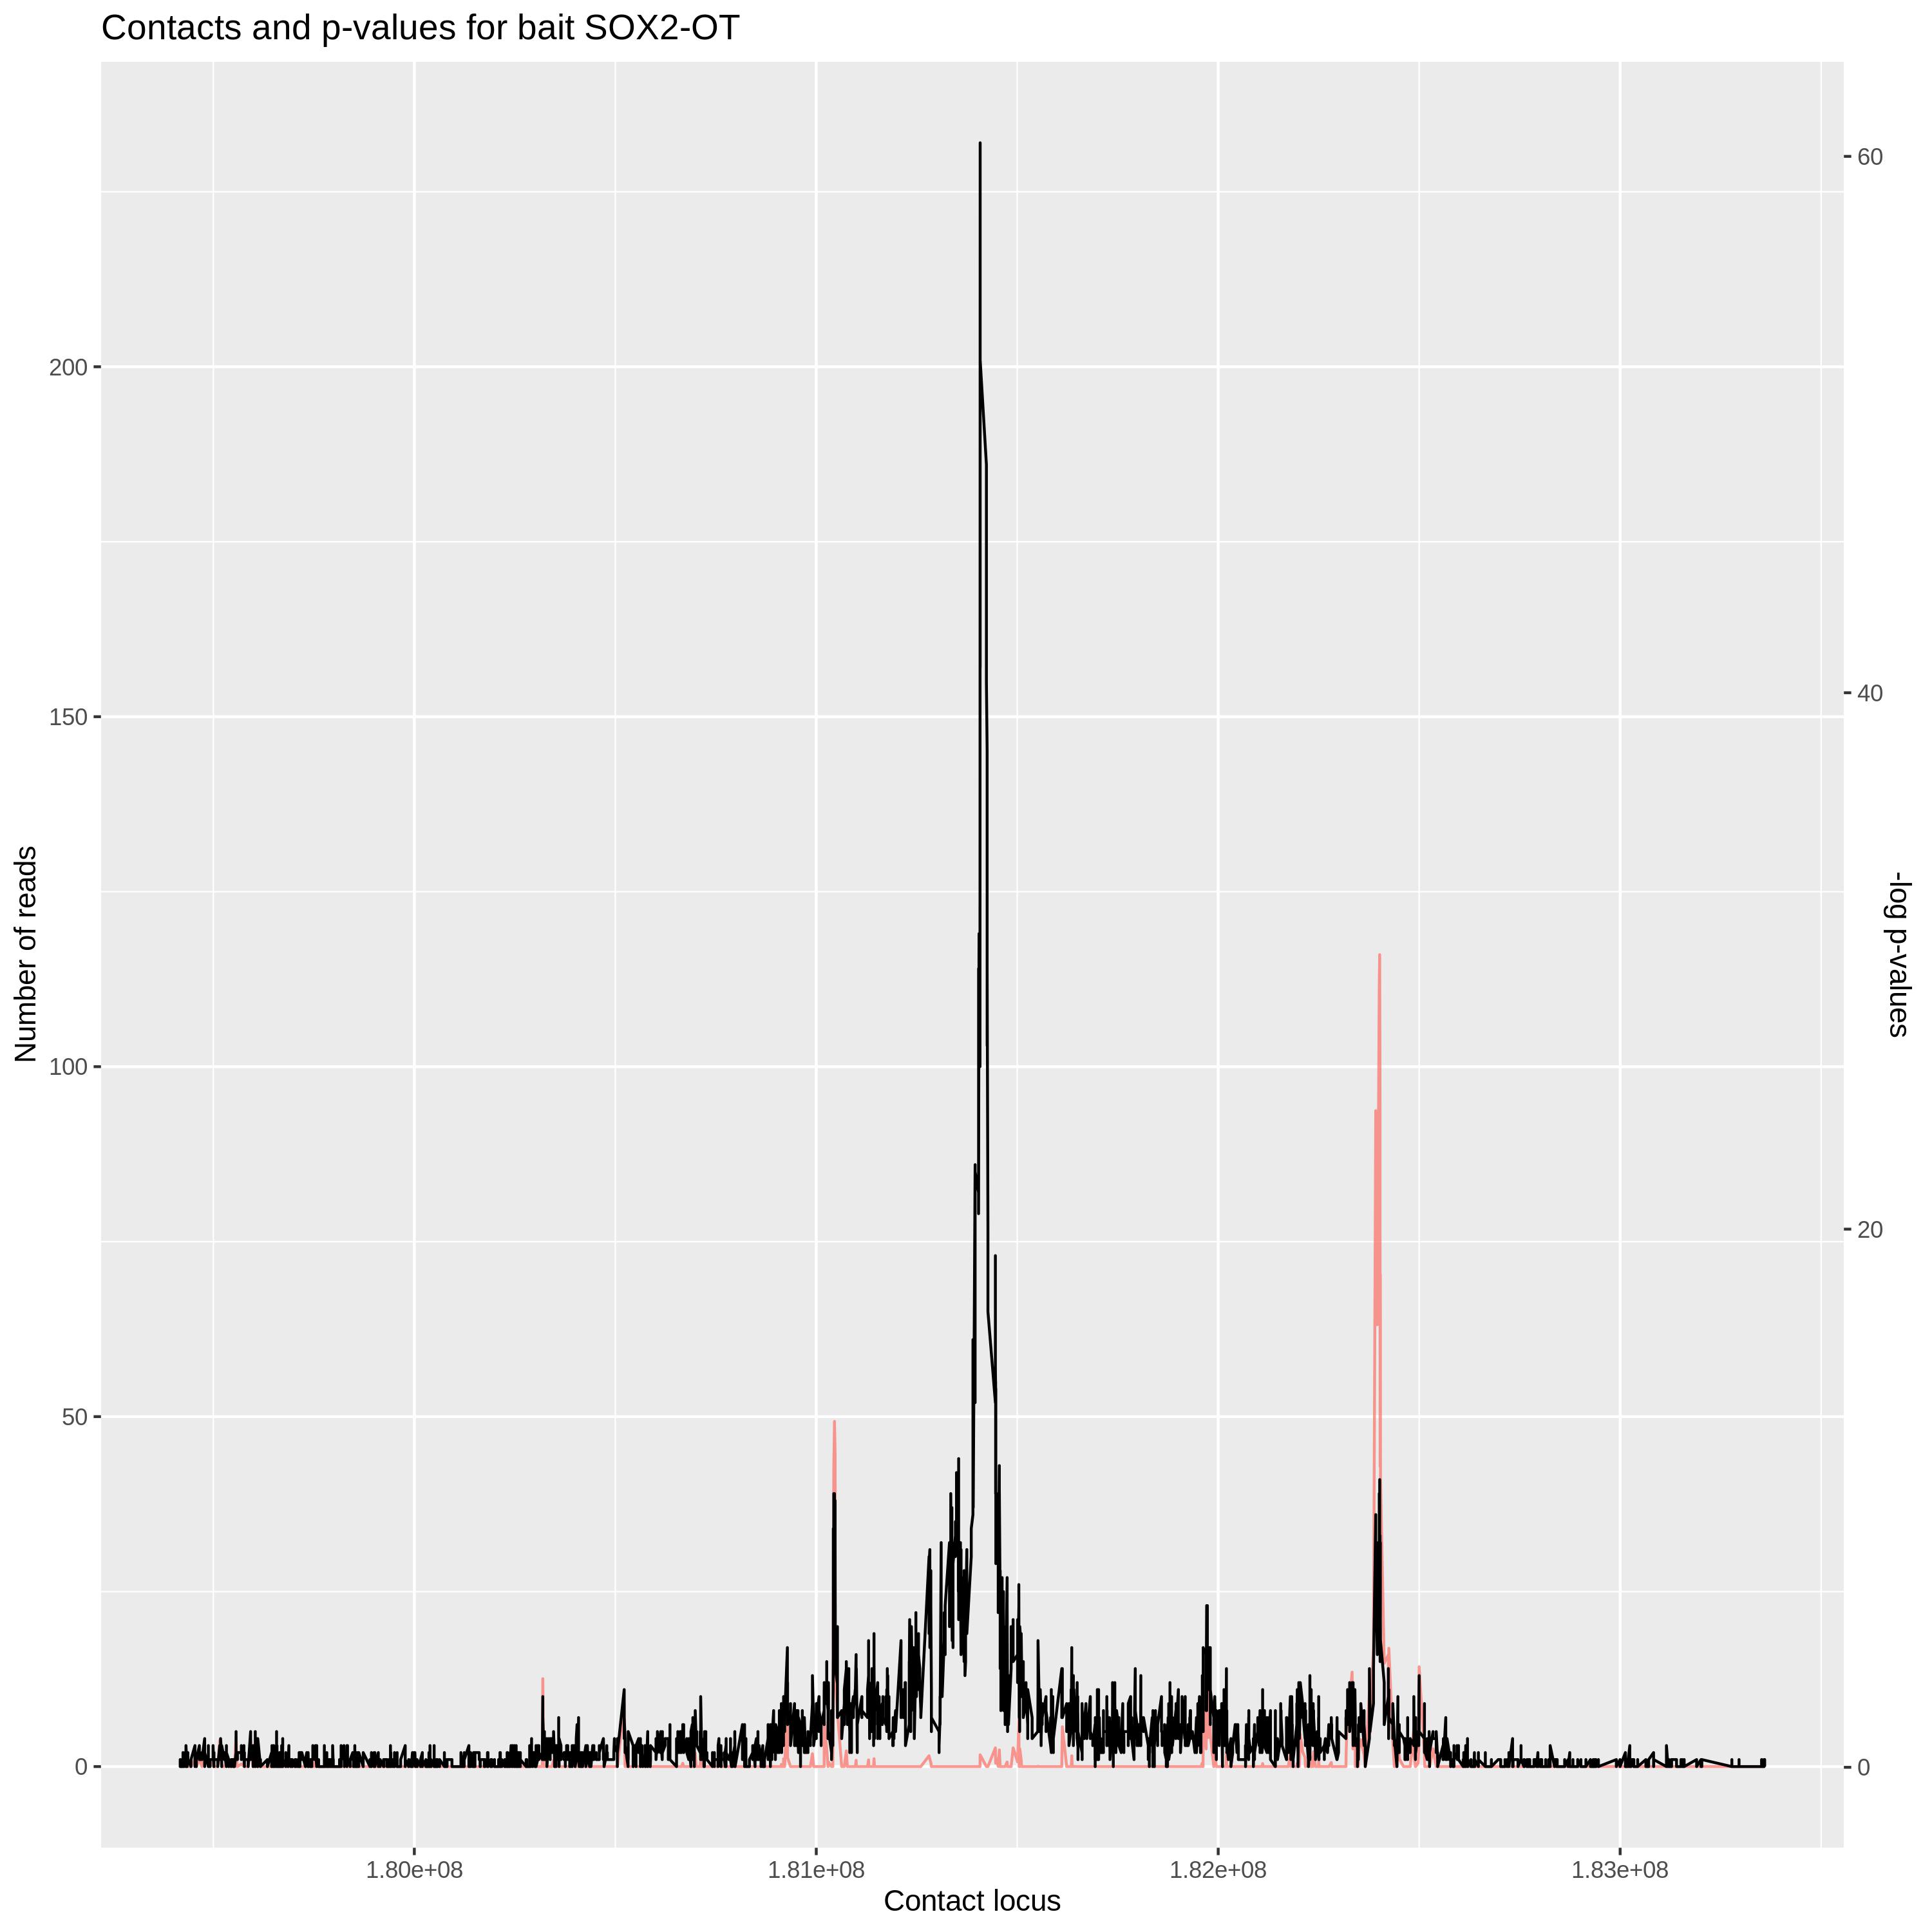 Contacts and p-values for bait SOX2-OT
Number of reads
200
150
100
50
0
60
40
20
0
-log p-values
1.80e+08
1.81e+08
1.82e+08
1.83e+08
Contact locus